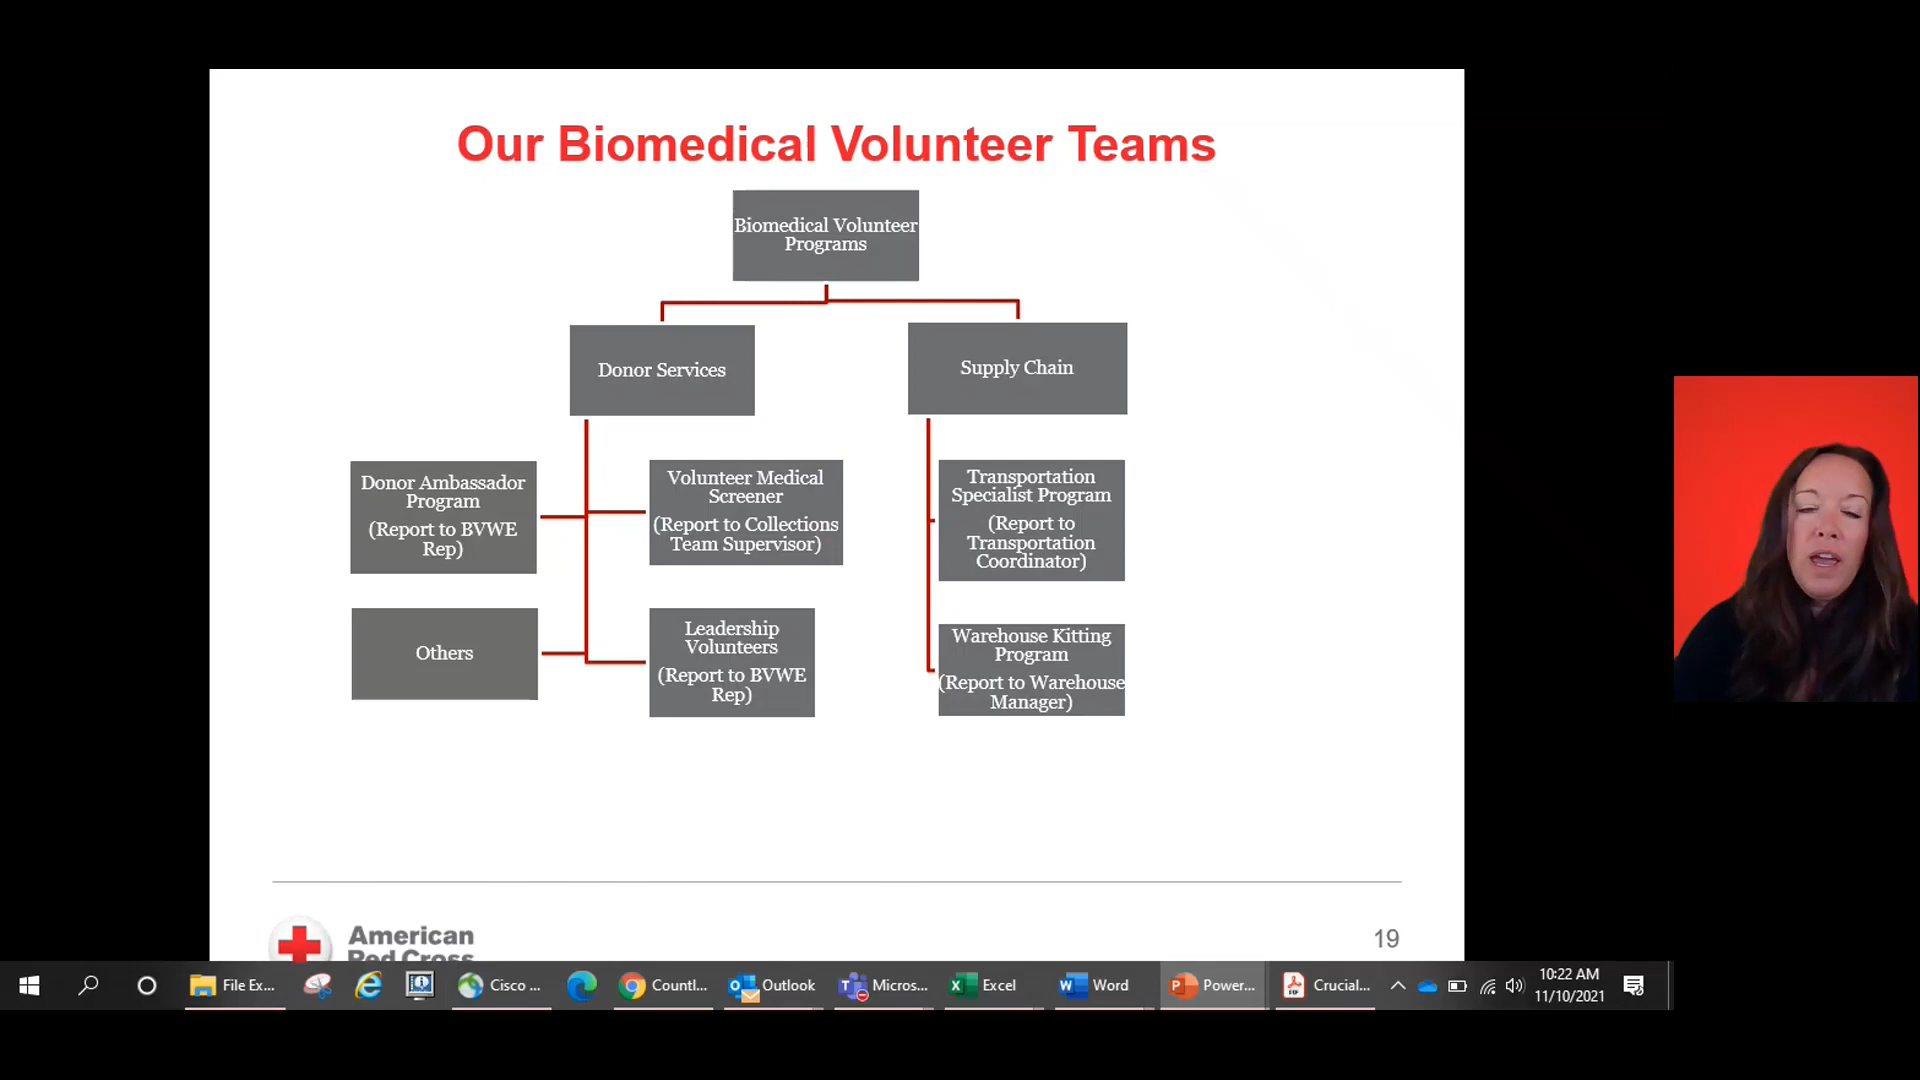 Our Biomedical Volunteer Teams
Biomedical Volunteer
Programs
Donor Services
Supply Chain
Donor Ambassador
Program
(Report to BVWE
Rep)
Volunteer Medical
Screener
(Report to Collections
Team Supervisor)
Transportation
Specialist Program
(Report to
Transportation
Coordinator)
Others
Leadership
Volunteers
(Report to BVWE
Rep)
Warehouse Kitting
Program
(Report to Warehouse
Manager)
American
Red Cross
19
File Ex...
Cisco ...
Countl...
Outlook
Micros...
Excel
Word
Power...
Crucial...
10:22 AM
11/10/2021